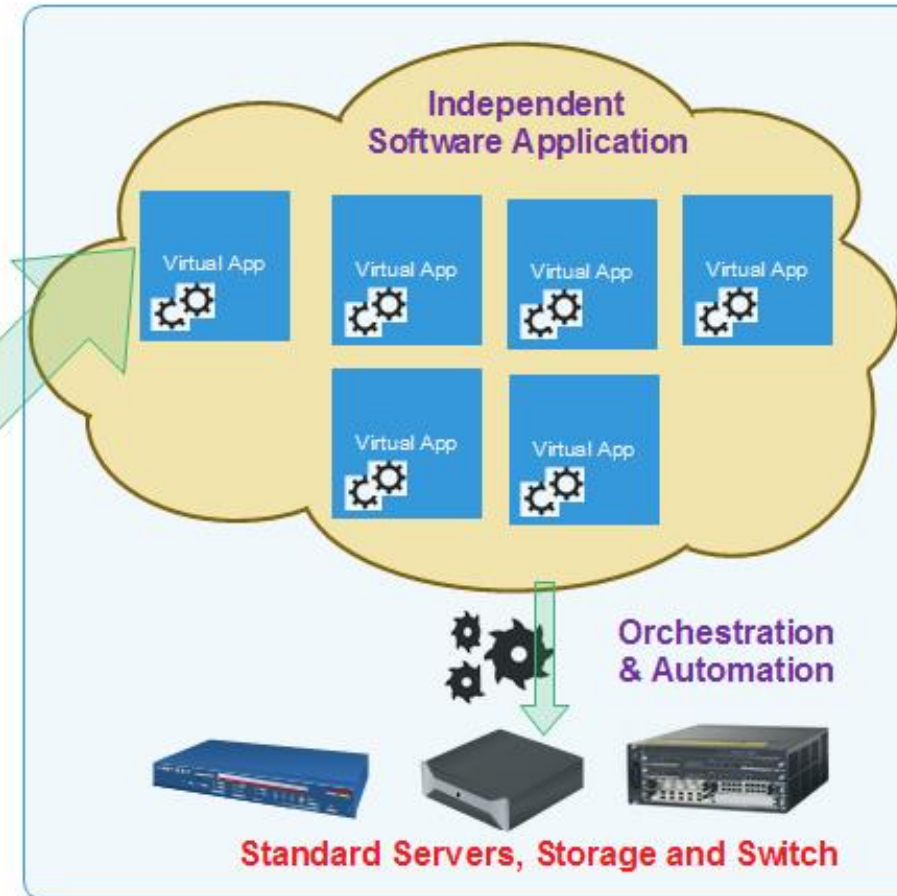 Independent
Software Application
Virtual App
Virtual App
Virtual App
Virtual App
Virtual App
Virtual App
Orchestration
& Automation
Standard Servers, Storage and Switch